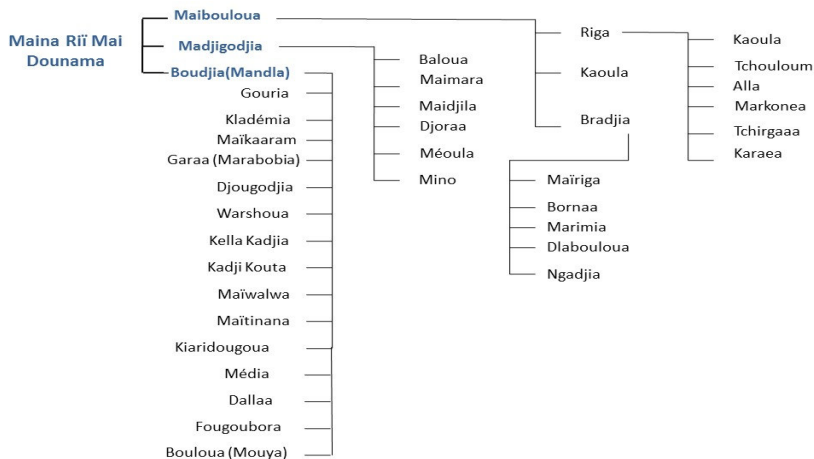 Maina Riï Mai
Dounama
Maibouloua
Madjigodjia
Boudjia(Mandla)
Gouria
Kladémia
Maïkaaram
Garaa (Marabobia)
Djougodjia
Warshoua
Kella Kadjia
Kadji Kouta
Maïwalwa
Maïtinana
Kiaridougoua
Média
Dallaa
Fougoubora
Bouloua (Mouya)
Baloua
Maimara
Maidjila
Djoraa
Méoula
Mino
Riga
Kaoula
Bradjia
Maïriga
Bornaa
Marimia
Dlabouloua
Ngadjia
Kaoula
Tchouloum
Alla
Markonea
Tchirgaaa
Karaea